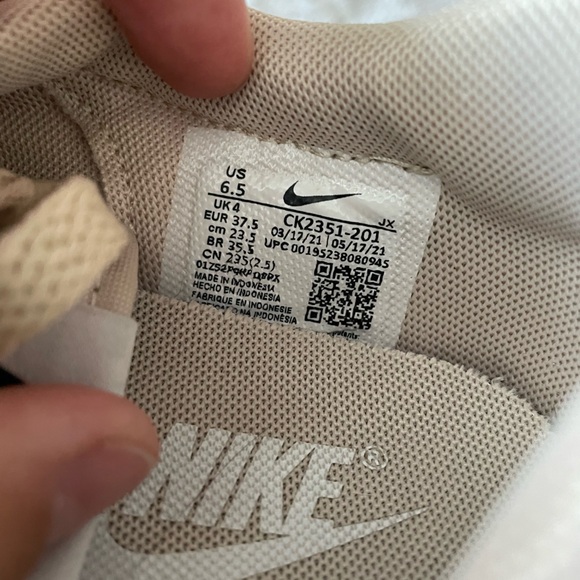 US
6.5
UK 4
EUR 37.5
cm 23.5
BR 35.5
CN 235(2.5)
CK2351-201
JX
03/17/21 05/17/21
UPC 00195238080945
MADE IN INDONESIA
HECHO EN INDONESIA
FABRIQUE EN INDONESIE
NA INDONÉSIA
NIKE®